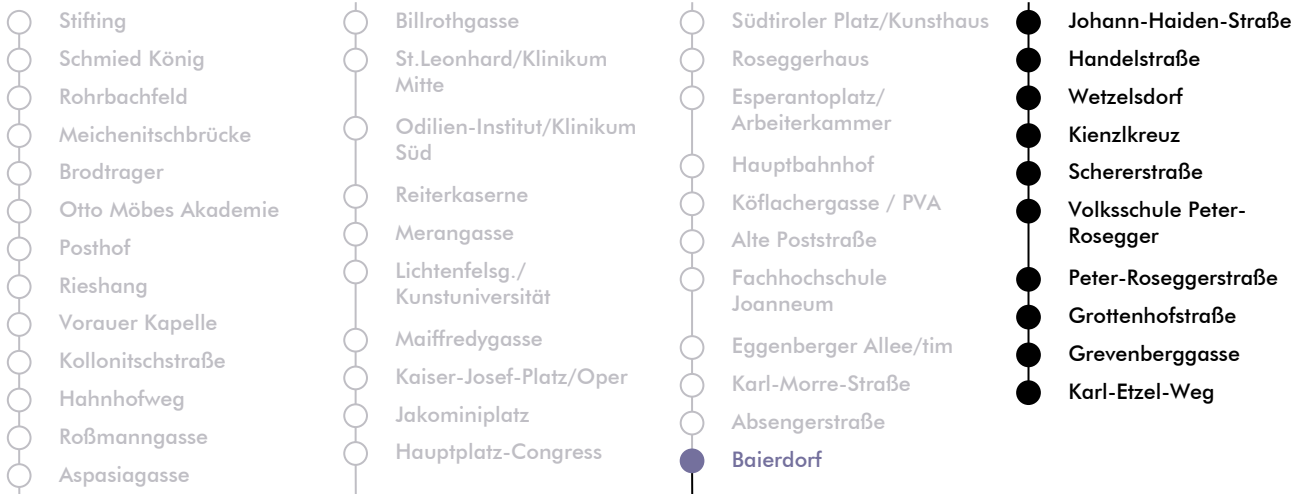 Stifting
Schmied König
Rohrbachfeld
Meichenitschbrücke
Brodtrager
Otto Möbes Akademie
Posthof
Rieshang
Vorauer Kapelle
Kollonitschstraße
Hahnhofweg
Roßmanngasse
Aspasiagasse
Billrothgasse
St.Leonhard/Klinikum
Mitte
Odilien-Institut/Klinikum
Süd
Reiterkaserne
Merangasse
Lichtenfelsg./
Kunstuniversität
Maiffredygasse
Kaiser-Josef-Platz/Oper
Jakominiplatz
Hauptplatz-Congress
Südtiroler Platz/Kunsthaus
Roseggerhaus
Esperantoplatz/
Arbeiterkammer
Hauptbahnhof
Köflachergasse / PVA
Alte Poststraße
Fachhochschule
Joanneum
Eggenberger Allee/tim
Karl-Morre-Straße
Absengerstraße
Baierdorf
Johann-Haiden-Straße
Handelstraße
Wetzelsdorf
Kienzlkreuz
Schererstraße
Volksschule Peter-
Rosegger
Peter-Roseggerstraße
Grottenhofstraße
Grevenberggasse
Karl-Etzel-Weg